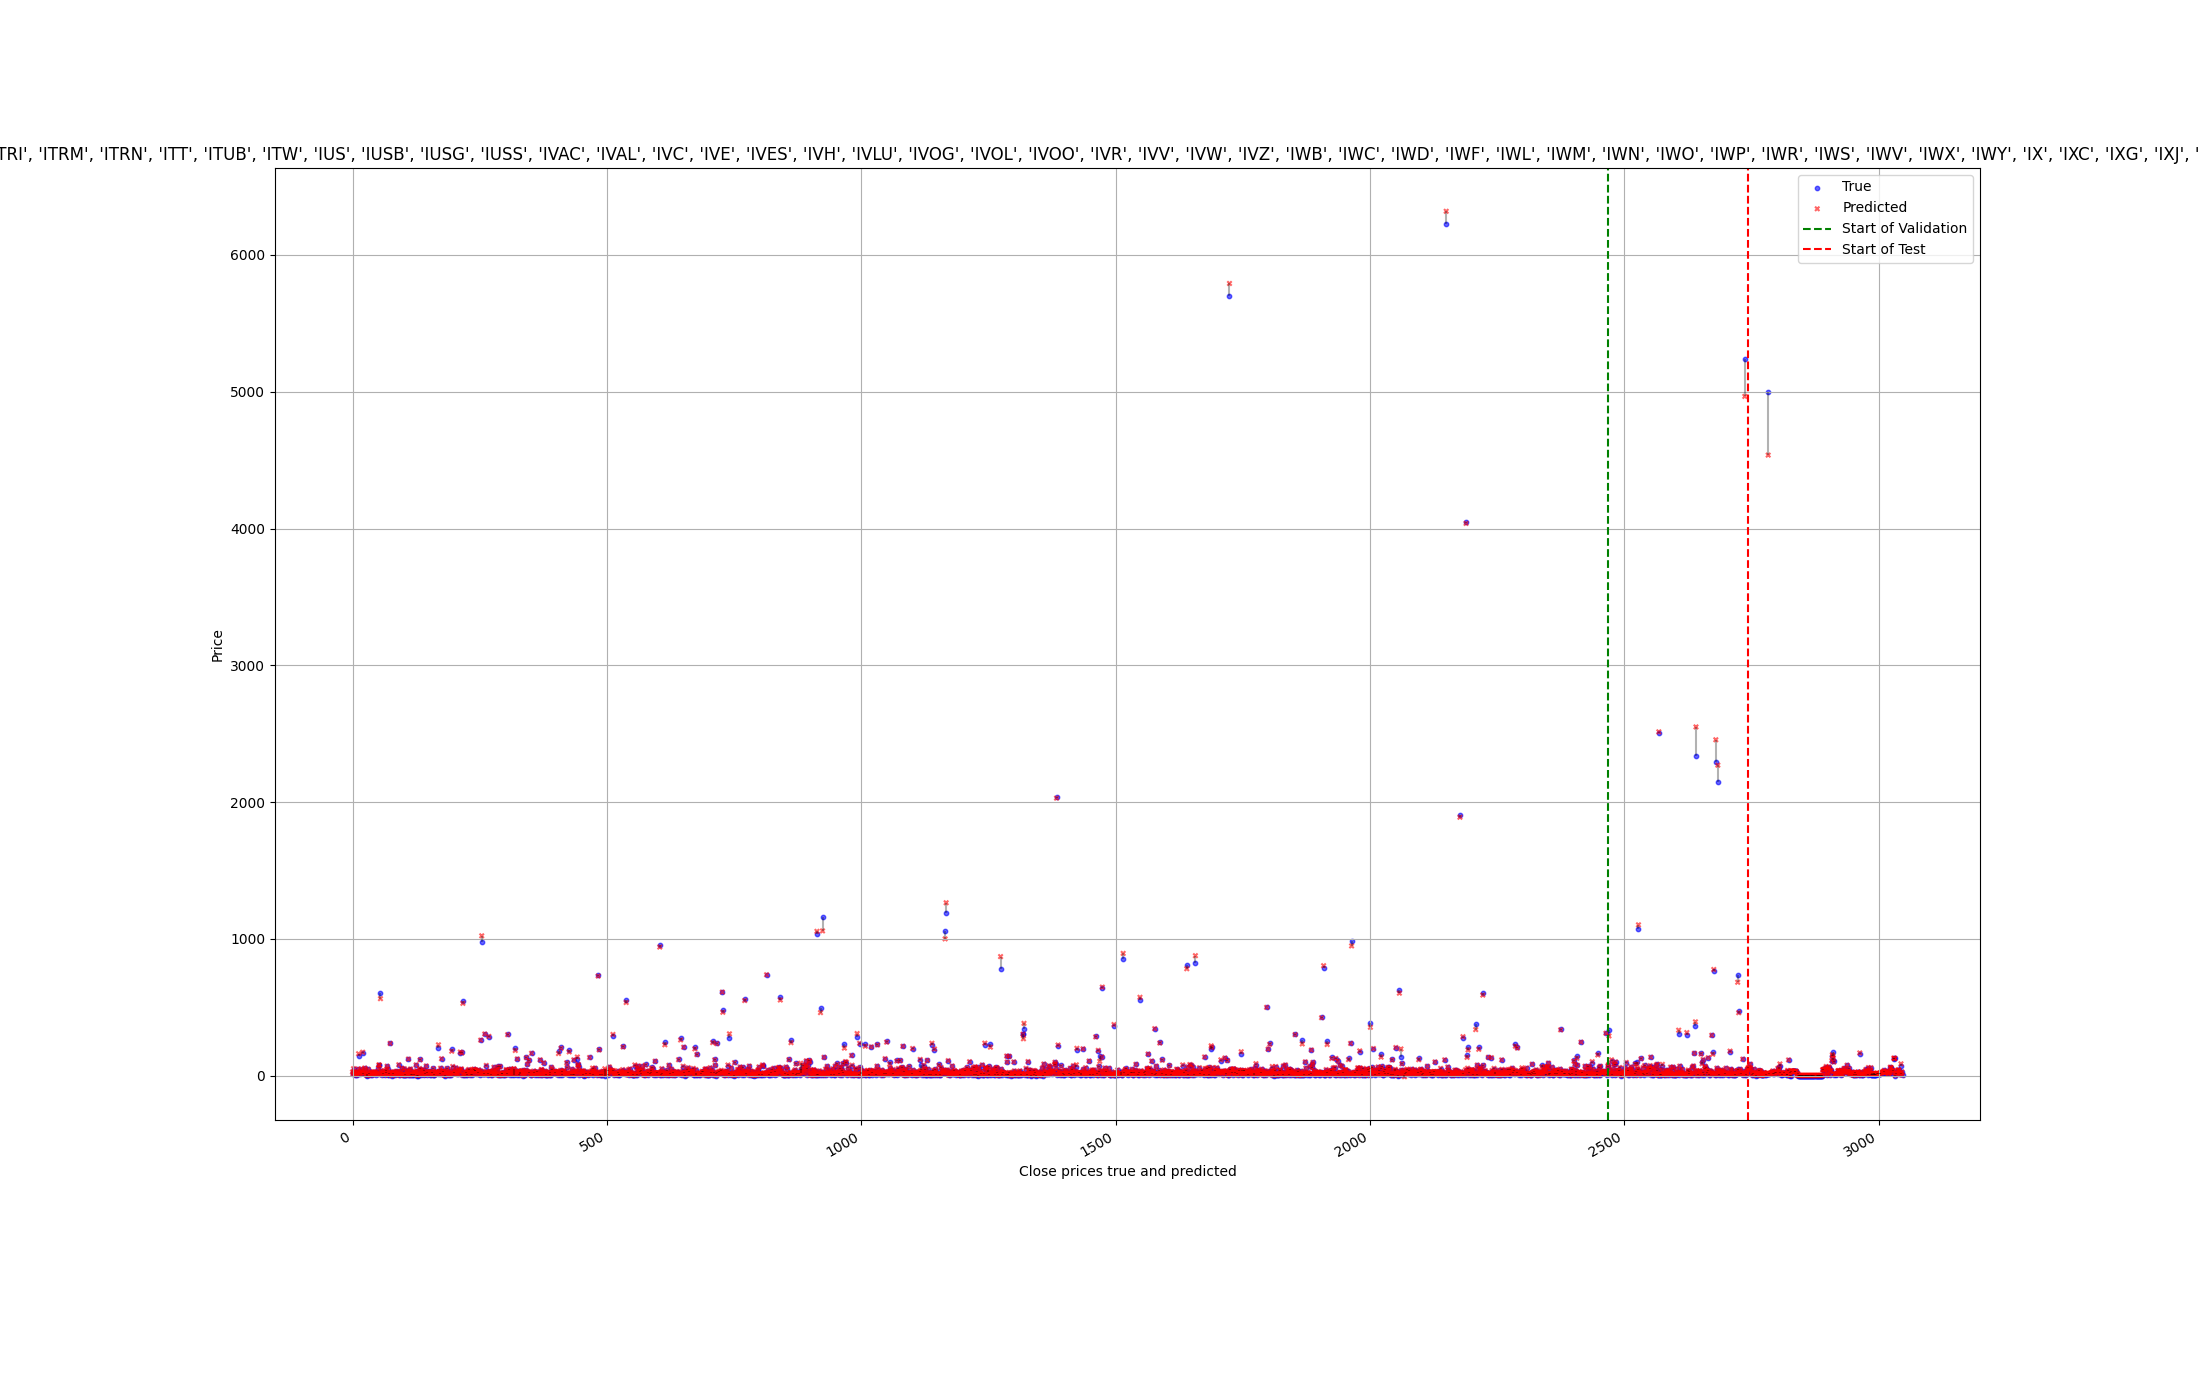 TRI', 'ITRM', 'ITRN', 'ITT', 'ITUB', 'ITW', 'IUS', 'IUSB', 'IUSG', 'IUSS', 'IVAC', 'IVAL', 'IVC', 'IVE', 'IVES', 'IVH', 'IVLU', 'IVOG', 'IVOL', 'IVOO', 'IVR', 'IVV', 'IVW', 'IVZ', 'IWB', 'IWC', 'IWD', 'IWF', 'IWL', 'IWM', 'IWN', 'IWO', 'IWP', 'IWR', 'IWS', 'IWV', 'IWX', 'IWY', 'IX', 'IXC', 'IXG', 'IXJ', '
True
Predicted
Start of Validation
Start of Test
6000
5000
4000
3000
2000
1000
0
Price
0 500 1000 1500 2000 2500 3000
Close prices true and predicted